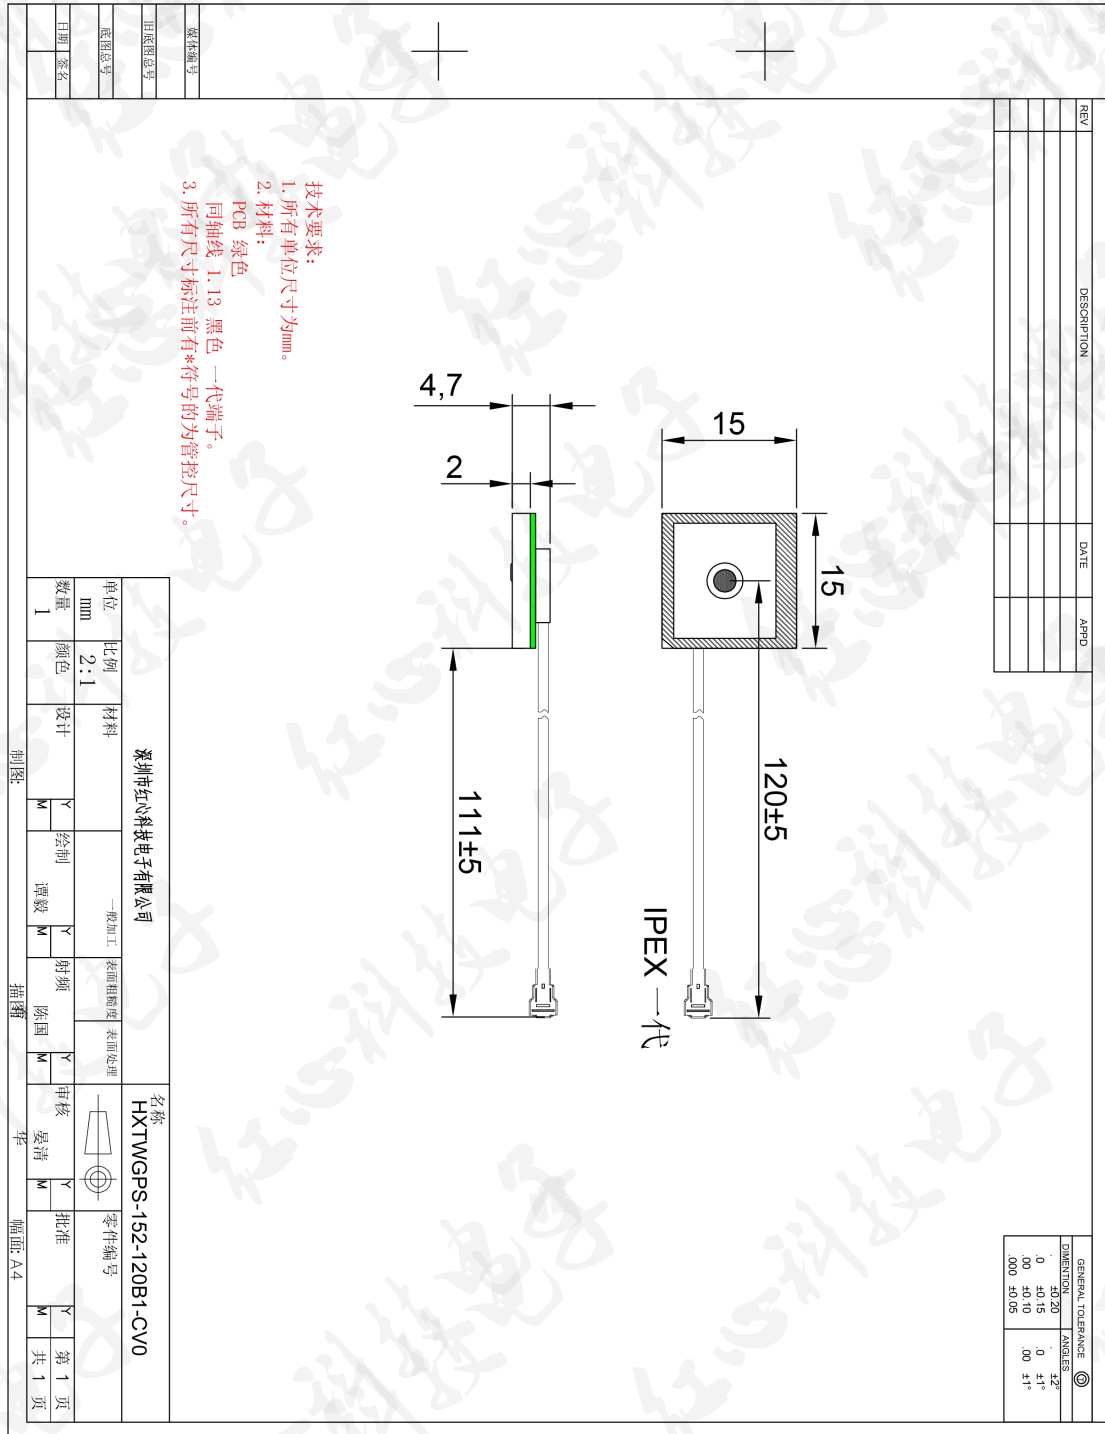 媒体编号
旧底图总号
底图总号
日期 签名
REV DESCRIPTION DATE APPD
技术要求：
1. 所有单位尺寸为mm。
2. 材料：
PCB 绿色
同轴线 1.13 黑色 一代端子。
3. 所有尺寸标注前有*符号的为管控尺寸。
15
15
120±5
IPEX 一代
4,7
2
111±5
GENERAL TOLERANCE
DIMENTION ANGLES
. ±0.20 . ±2°
.0 ±0.15 .0 ±1°
.00 ±0.10 .00 ±1°
.000 ±0.05
深圳市红心科技电子有限公司
名称
HXTWGPS-152-120B1-CV0
单位 比例 材料 一般加工 表面粗糙度 表面处理 零件编号
mm 2:1
数量 颜色 设计 Y 绘制 Y 射频 Y 审核 Y 批准 Y 第 1 页
1 M 谭毅 M 陈国 M 晏清 M M 共 1 页
制图: 描图: 华 幅面: A4
红心科技电子